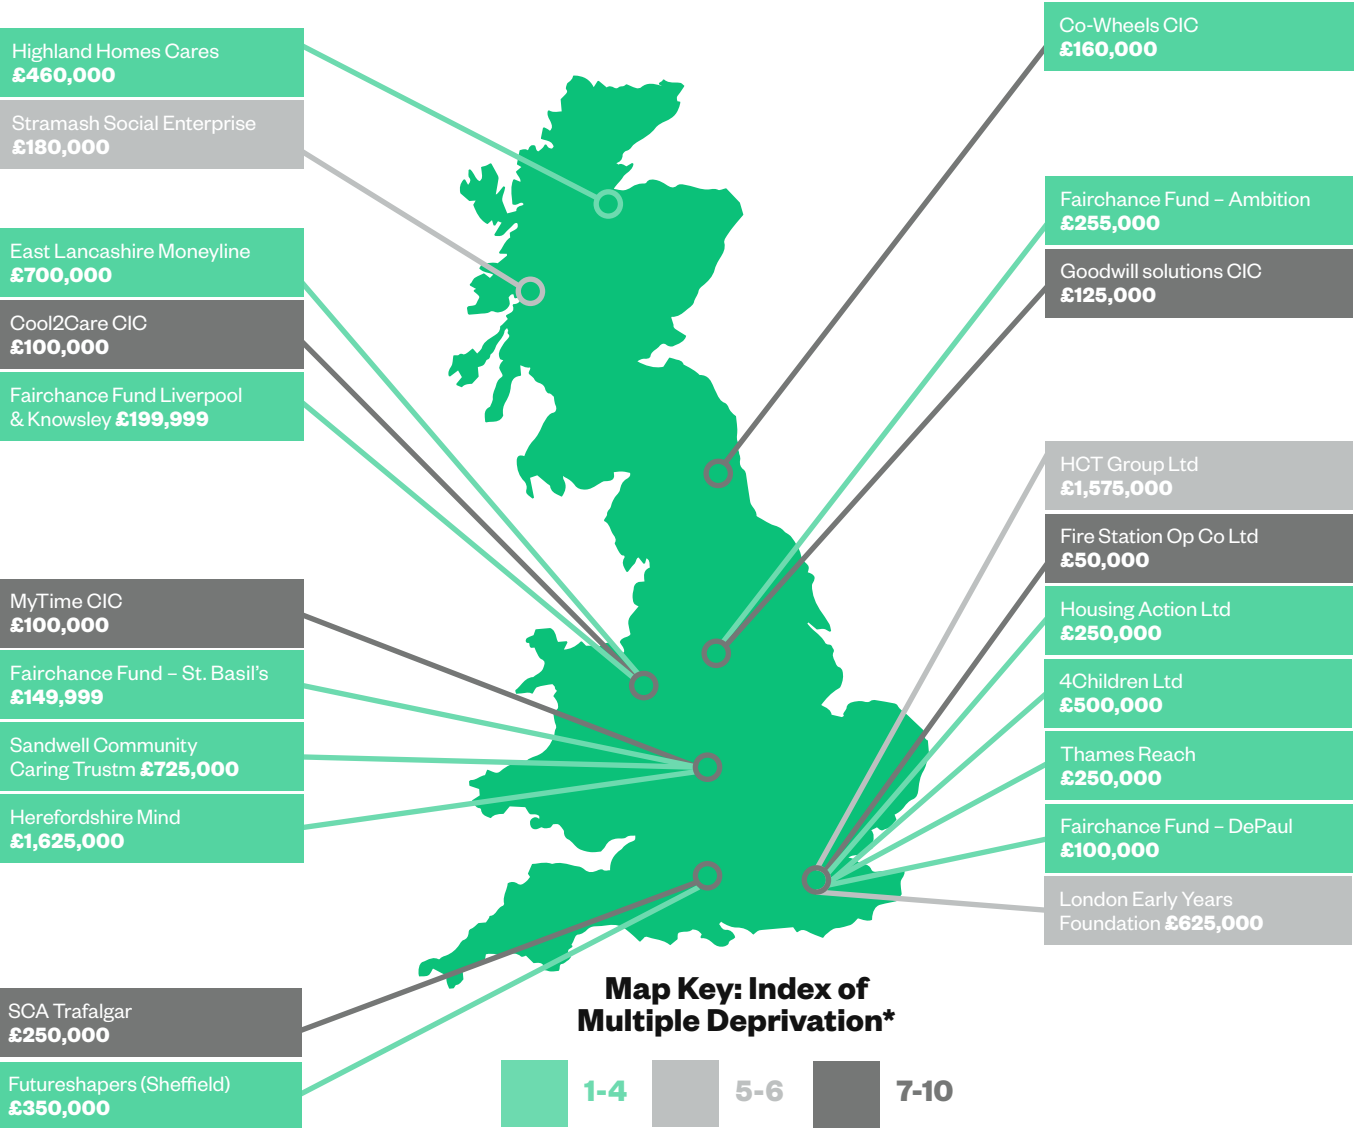 Highland Homes Cares
£460,000
Stramash Social Enterprise
£180,000
East Lancashire Moneyline
£700,000
Cool2Care CIC
£100,000
Fairchance Fund Liverpool
& Knowsley £199,999
MyTime CIC
£100,000
Fairchance Fund – St. Basil's
£149,999
Sandwell Community
Caring Trustm £725,000
Herefordshire Mind
£1,625,000
SCA Trafalgar
£250,000
Futureshapers (Sheffield)
£350,000
Co-Wheels CIC
£160,000
Fairchance Fund – Ambition
£255,000
Goodwill solutions CIC
£125,000
HCT Group Ltd
£1,575,000
Fire Station Op Co Ltd
£50,000
Housing Action Ltd
£250,000
4Children Ltd
£500,000
Thames Reach
£250,000
Fairchance Fund – DePaul
£100,000
London Early Years
Foundation £625,000
Map Key: Index of
Multiple Deprivation*
1-4 5-6 7-10